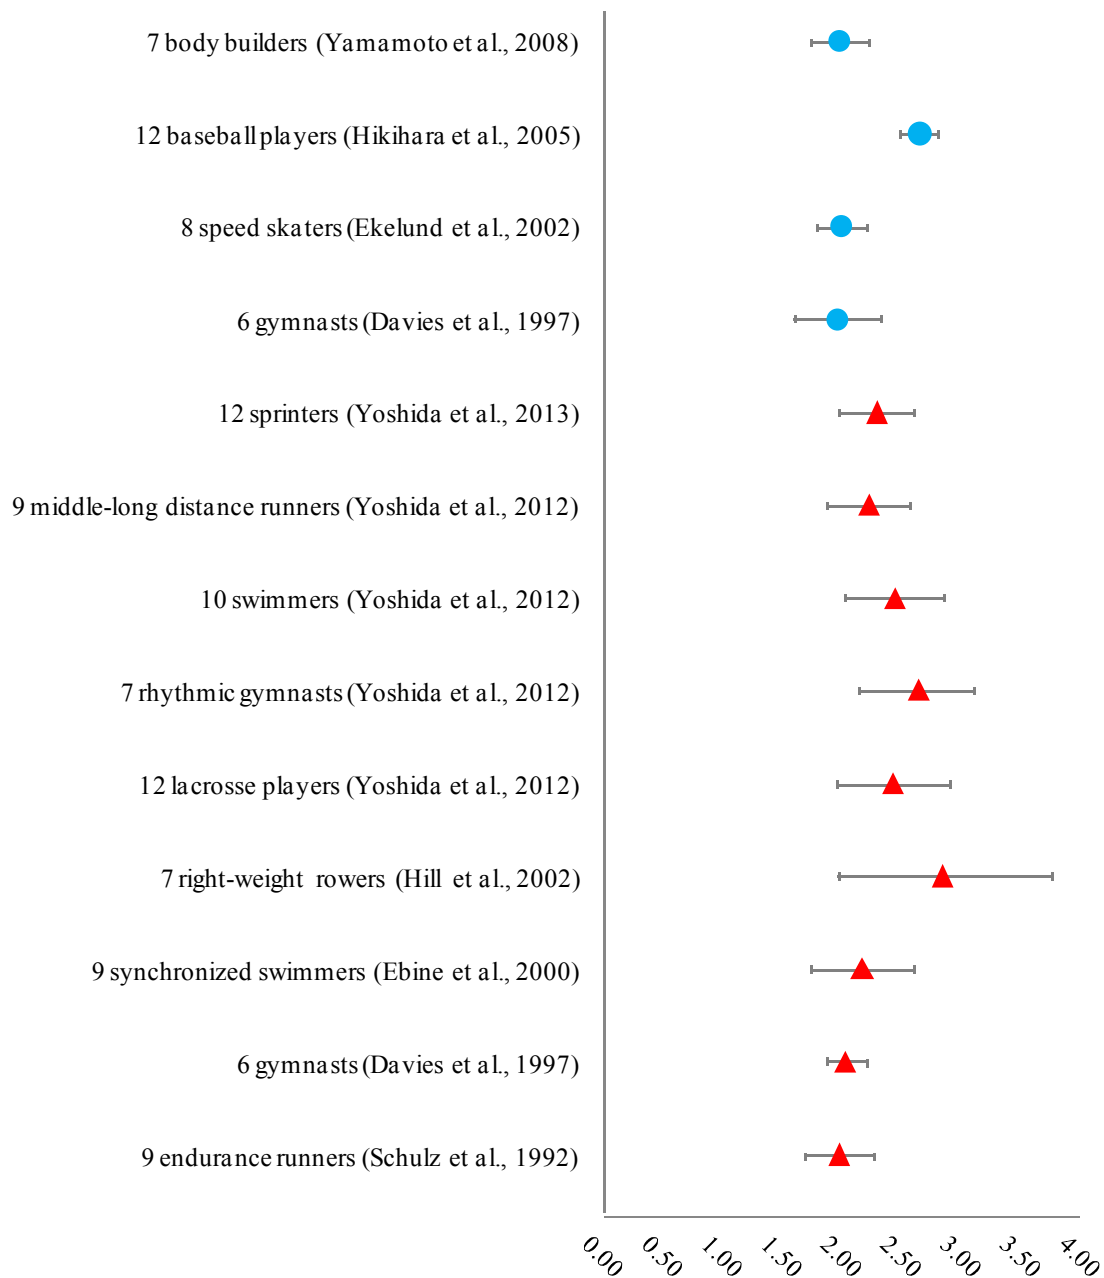 7 body builders (Yamamoto et al., 2008)
12 baseball players (Hikihara et al., 2005)
8 speed skaters (Ekelund et al., 2002)
6 gymnasts (Davies et al., 1997)
12 sprinters (Yoshida et al., 2013)
9 middle-long distance runners (Yoshida et al., 2012)
10 swimmers (Yoshida et al., 2012)
7 rhythmic gymnasts (Yoshida et al., 2012)
12 lacrosse players (Yoshida et al., 2012)
7 right-weight rowers (Hill et al., 2002)
9 synchronized swimmers (Ebine et al., 2000)
6 gymnasts (Davies et al., 1997)
9 endurance runners (Schulz et al., 1992)
0.00 0.50 1.00 1.50 2.00 2.50 3.00 3.50 4.00